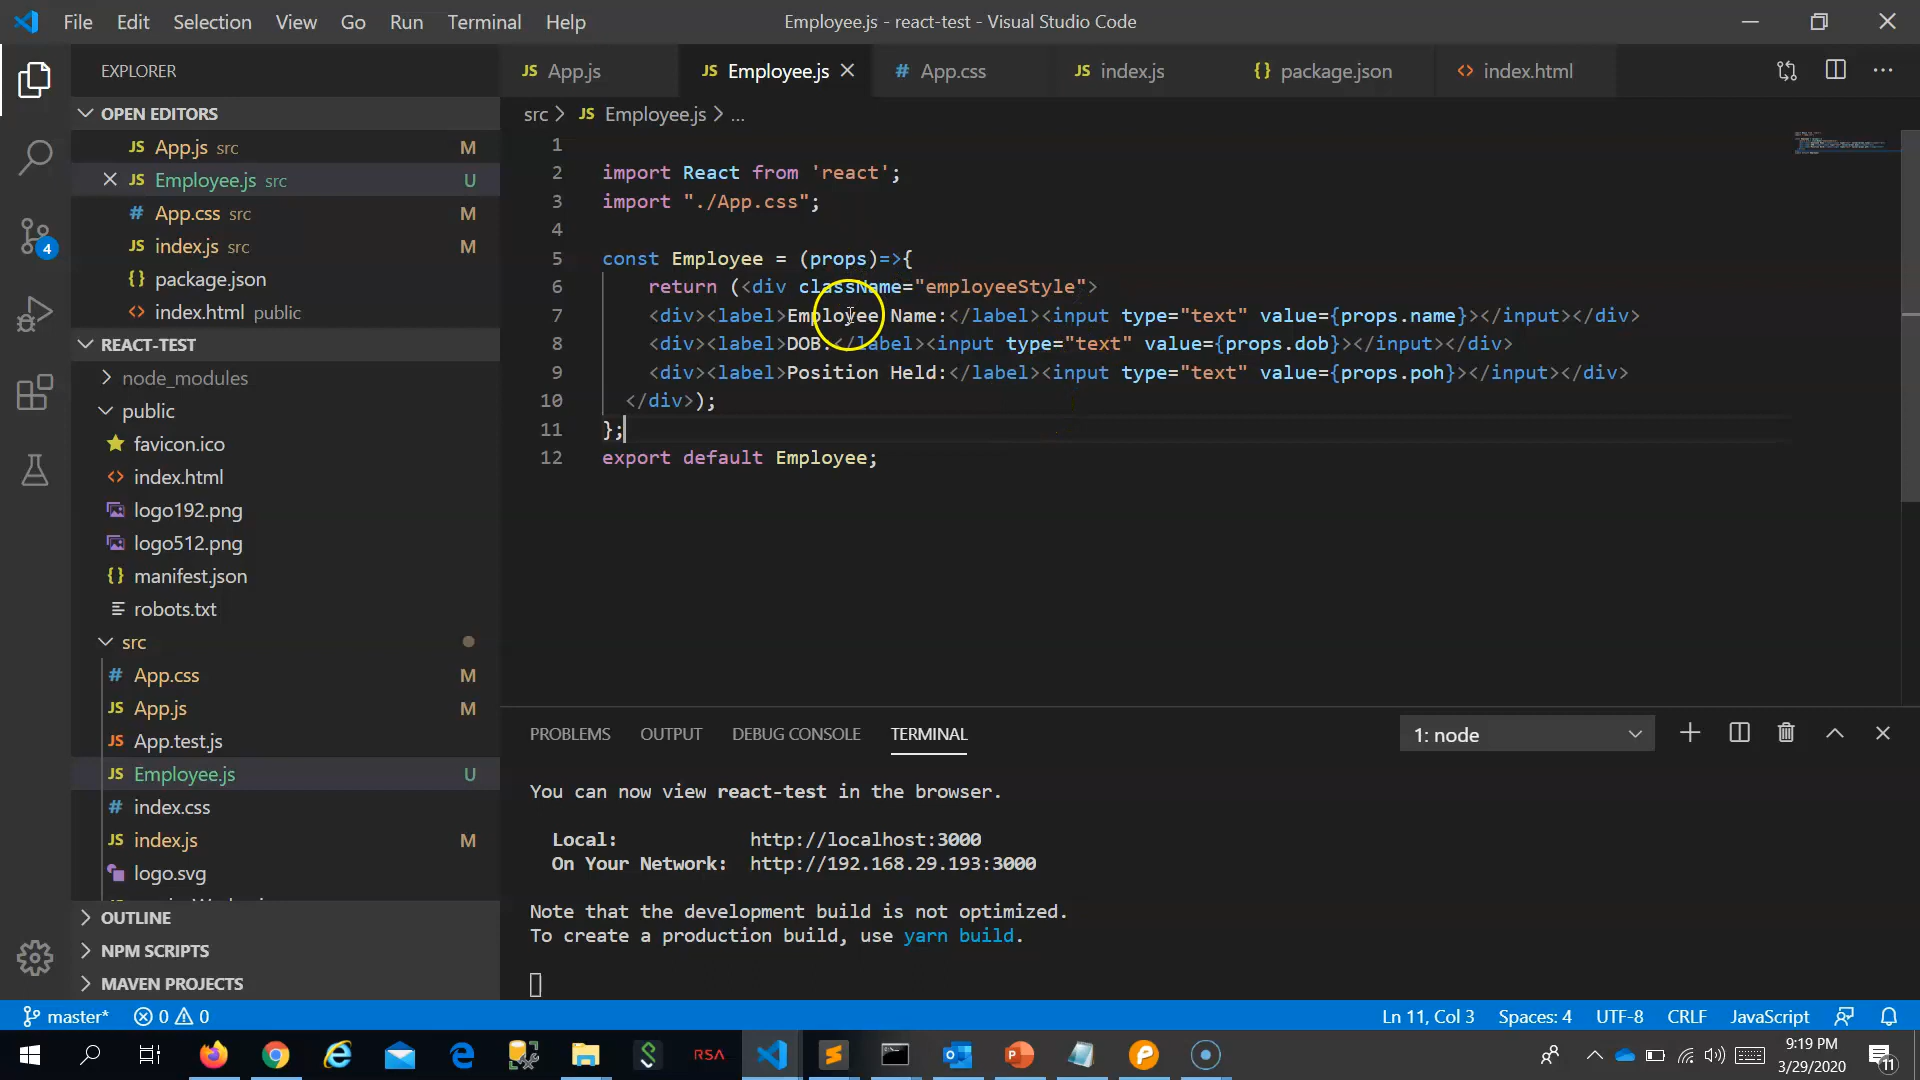 File Edit Selection View Go Run Terminal Help Employee.js - react-test - Visual Studio Code
EXPLORER
OPEN EDITORS
JS App.js src M
JS Employee.js src U
# App.css src M
JS index.js src M
{} package.json
<> index.html public
REACT-TEST
node_modules
public
favicon.ico
<> index.html
logo192.png
logo512.png
{} manifest.json
robots.txt
src
# App.css M
JS App.js M
JS App.test.js
JS Employee.js U
# index.css
JS index.js M
logo.svg
OUTLINE
NPM SCRIPTS
MAVEN PROJECTS
4
JS App.js JS Employee.js # App.css JS index.js {} package.json <> index.html
src > JS Employee.js > ...
1
2 import React from 'react';
3 import "./App.css";
4
5 const Employee = (props)=>{
6 return (<div className="employeeStyle">
7 <div><label>Employee Name:</label><input type="text" value={props.name}></input></div>
8 <div><label>DOB:</label><input type="text" value={props.dob}></input></div>
9 <div><label>Position Held:</label><input type="text" value={props.poh}></input></div>
10 </div>);
11 };
12 export default Employee;
PROBLEMS OUTPUT DEBUG CONSOLE TERMINAL 1: node
You can now view react-test in the browser.
Local: http://localhost:3000
On Your Network: http://192.168.29.193:3000
Note that the development build is not optimized.
To create a production build, use yarn build.
master* 0 0 Ln 11, Col 3 Spaces: 4 UTF-8 CRLF JavaScript
RSA
9:19 PM
3/29/2020
11